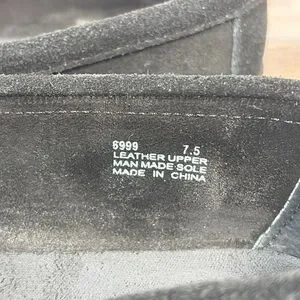 6999 7.5
LEATHER UPPER
MAN MADE SOLE
MADE IN CHINA